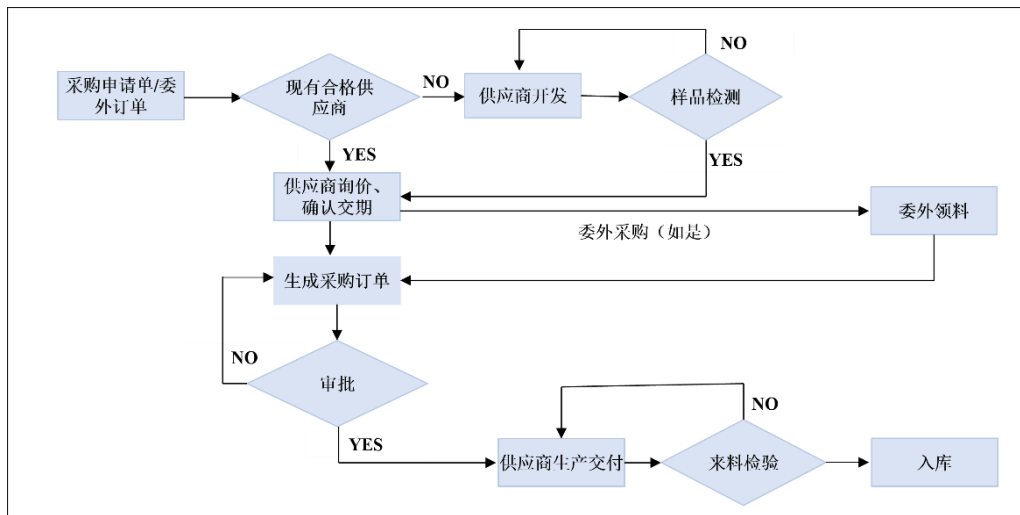 NO
采购申请单/委
外订单
现有合格供
应商
NO
供应商开发
样品检测
YES
YES
供应商询价、
确认交期
委外领料
委外采购（如是）
生成采购订单
NO
审批
NO
YES
供应商生产交付
来料检验
入库